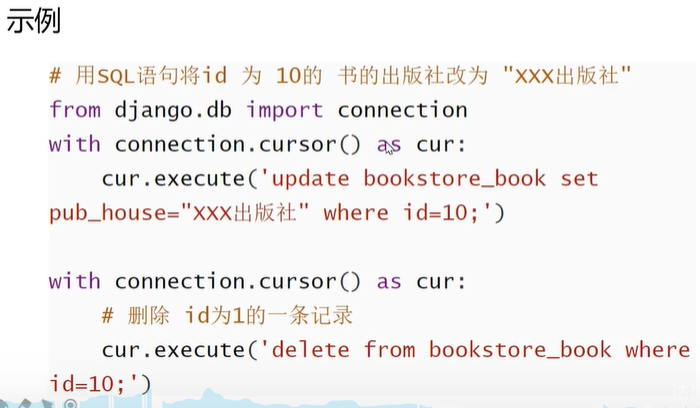 示例
# 用SQL语句将id 为 10的 书的出版社改为 "XXX出版社"
from django.db import connection
with connection.cursor() as cur:
cur.execute('update bookstore_book set
pub_house="XXX出版社" where id=10;')
with connection.cursor() as cur:
# 删除 id为1的一条记录
cur.execute('delete from bookstore_book where
id=10;')